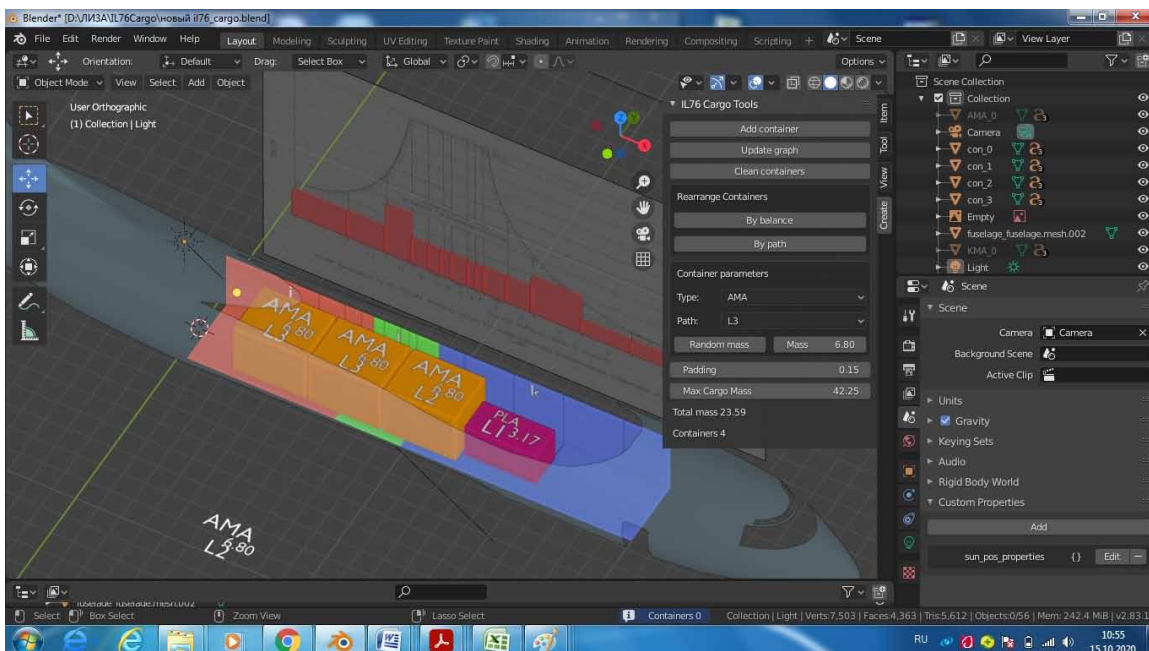 Blender* [D:\ЛИЗА\IL76Cargo\новый il76_cargo.blend]
File Edit Render Window Help Layout Modeling Sculpting UV Editing Texture Paint Shading Animation Rendering Compositing Scripting + Scene View Layer
Orientation: Default Drag: Select Box Global Options
Object Mode View Select Add Object
User Orthographic
(1) Collection | Light
IL76 Cargo Tools
Add container
Update graph
Clean containers
Rearrange Containers
By balance
By path
Container parameters
Type: AMA
Path: L3
Random mass Mass 6.80
Padding 0.15
Max Cargo Mass 42.25
Total mass 23.59
Containers 4
Item
Tool
View
Create
AMA
L3 6.80
AMA
L3 6.80
AMA
L2 6.80
PLA
L1 3.17
AMA
L2 6.80
Scene Collection
Collection
AMA_0
Camera
con_0
con_1
con_2
con_3
Empty
fuselage_fuselage.mesh.002
KMA_0
Light
Scene
Scene
Camera Camera
Background Scene
Active Clip
Units
Gravity
Keying Sets
Audio
Rigid Body World
Custom Properties
Add
sun_pos_properties {} Edit
fuselage_fuselage.mesh.002
Select Box Select Zoom View Lasso Select Containers 0 Collection | Light | Verts:7,503 | Faces:4,363 | Tris:5,612 | Objects:0/56 | Mem: 242.4 MiB | v2.83.1
RU 10:55
15.10.2020